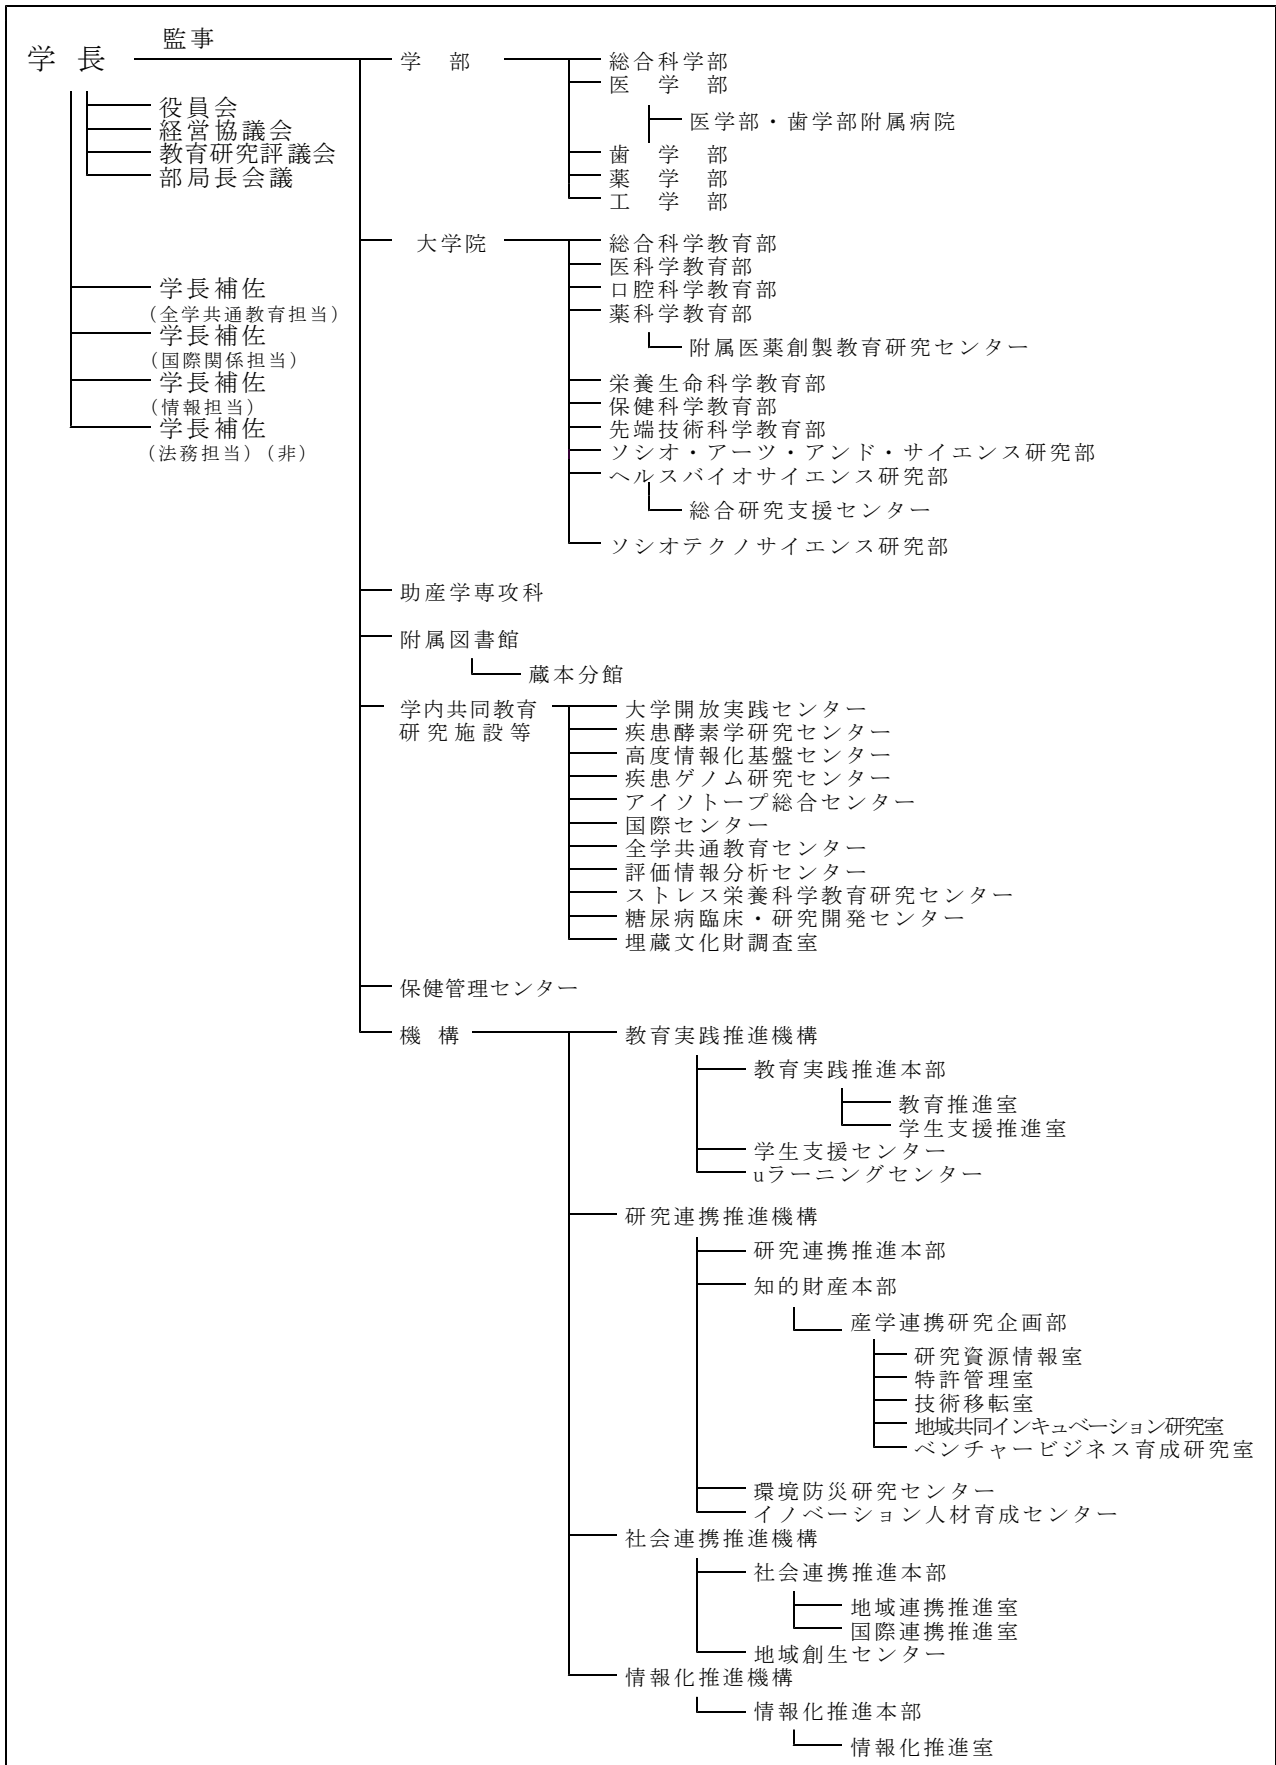 監事
学 長
学 部
総合科学部
医 学 部
医学部・歯学部附属病院
歯 学 部
薬 学 部
工 学 部
役員会
経営協議会
教育研究評議会
部局長会議
学長補佐
(全学共通教育担当)
学長補佐
(国際関係担当)
学長補佐
(情報担当)
学長補佐
(法務担当)(非)
大学院
総合科学教育部
医科学教育部
口腔科学教育部
薬科学教育部
附属医薬創製教育研究センター
栄養生命科学教育部
保健科学教育部
先端技術科学教育部
ソシオ・アーツ・アンド・サイエンス研究部
ヘルスバイオサイエンス研究部
総合研究支援センター
ソシオテクノサイエンス研究部
助産学専攻科
附属図書館
蔵本分館
学内共同教育
研究施設等
大学開放実践センター
疾患酵素学研究センター
高度情報化基盤センター
疾患ゲノム研究センター
アイソトープ総合センター
国際センター
全学共通教育センター
評価情報分析センター
ストレス栄養科学教育研究センター
糖尿病臨床・研究開発センター
埋蔵文化財調査室
保健管理センター
機 構
教育実践推進機構
教育実践推進本部
教育推進室
学生支援推進室
学生支援センター
uラーニングセンター
研究連携推進機構
研究連携推進本部
知的財産本部
産学連携研究企画部
研究資源情報室
特許管理室
技術移転室
地域共同インキュベーション研究室
ベンチャービジネス育成研究室
環境防災研究センター
イノベーション人材育成センター
社会連携推進機構
社会連携推進本部
地域連携推進室
国際連携推進室
地域創生センター
情報化推進機構
情報化推進本部
情報化推進室